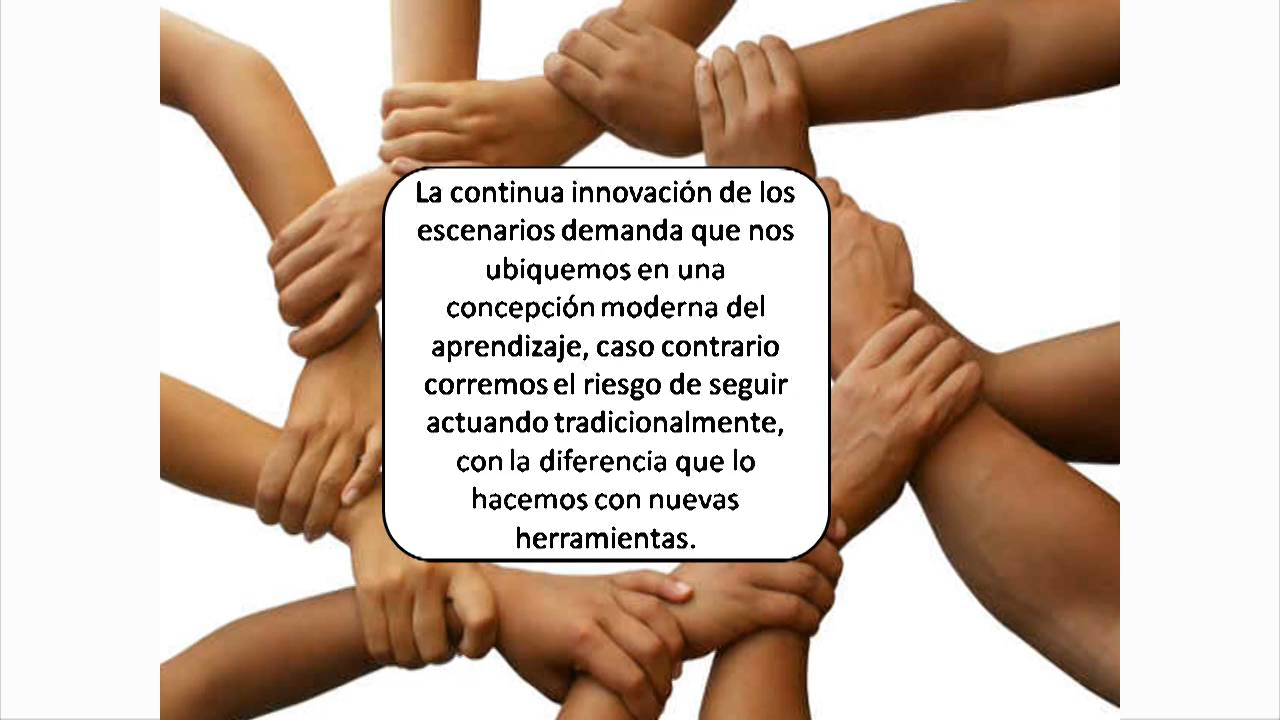 La continua innovación de los
escenarios demanda que nos
ubiquemos en una
concepción moderna del
aprendizaje, caso contrario
corremos el riesgo de seguir
actuando tradicionalmente,
con la diferencia que lo
hacemos con nuevas
herramientas.